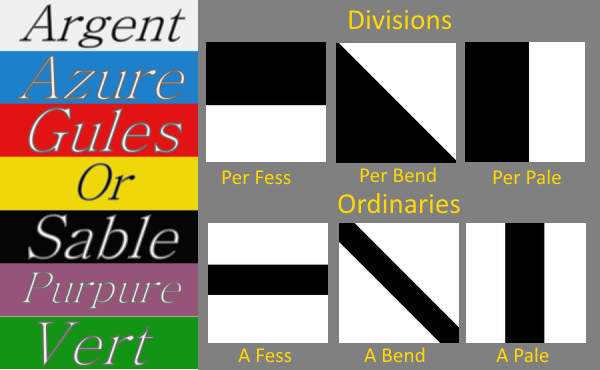 Argent
Azure
Gules
Or
Sable
Purpure
Vert
Divisions
Per Fess
Per Bend
Per Pale
Ordinaries
A Fess
A Bend
A Pale